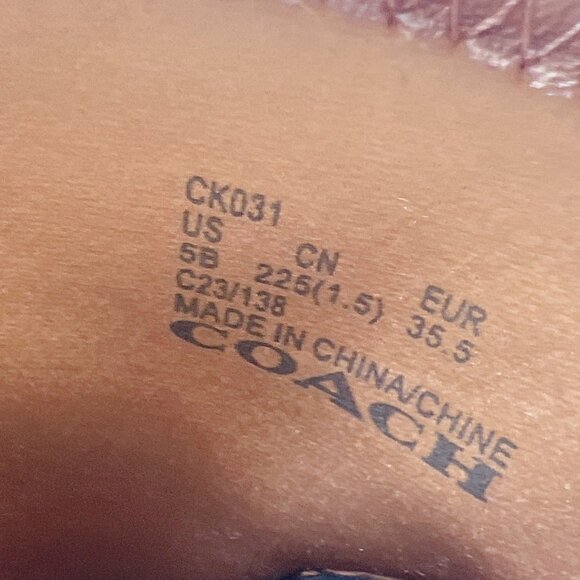 CK031
US CN EUR
5B 225(1.5) 35.5
C23/138
MADE IN CHINA/CHINE
COACH